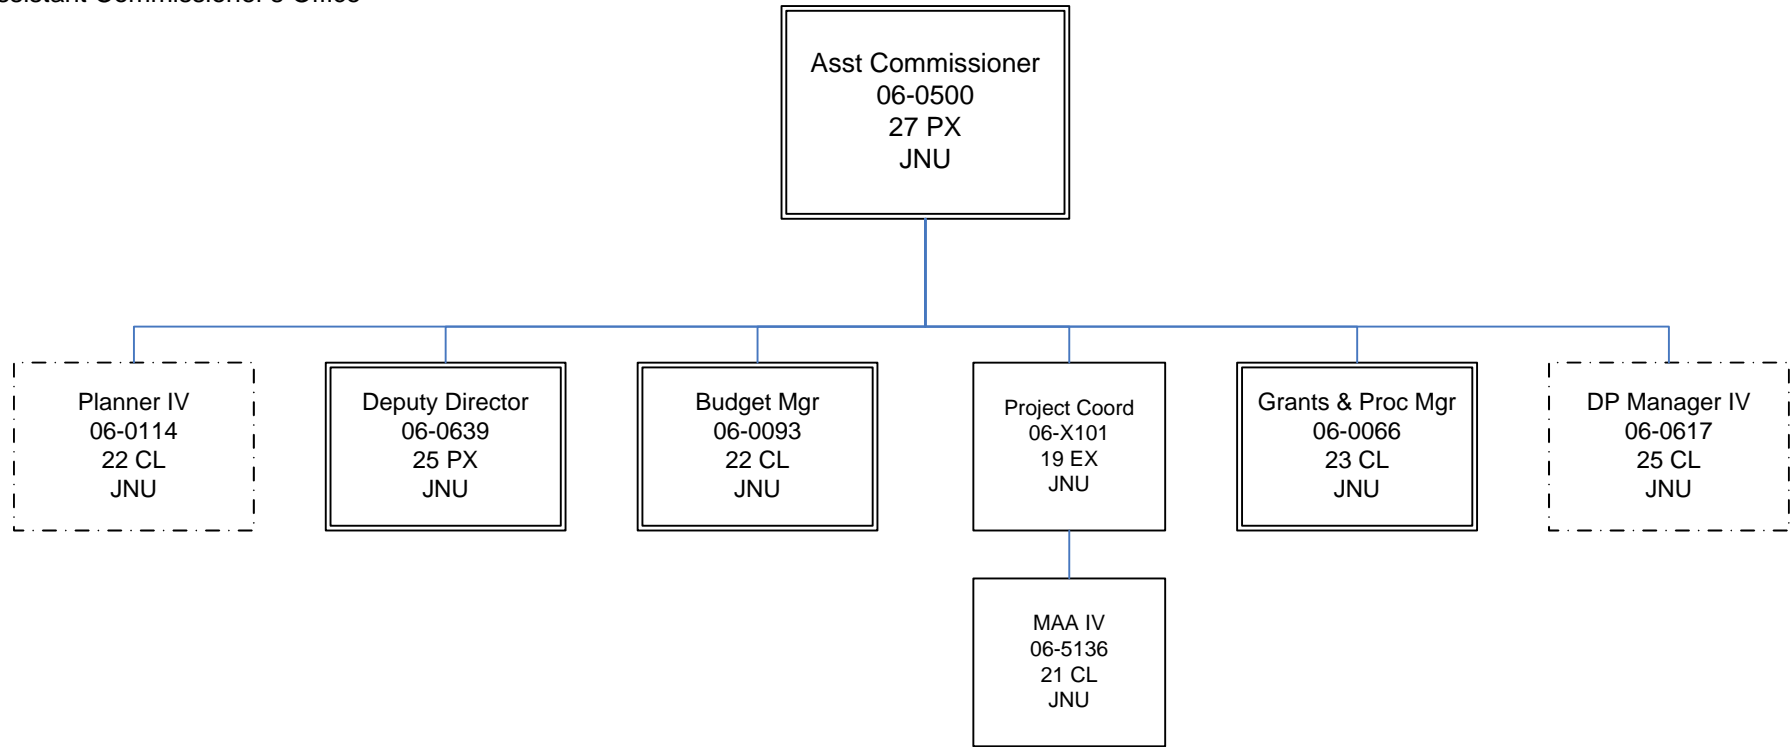 Asst Commissioner
06-0500
27 PX
JNU
Planner IV
06-0114
22 CL
JNU
Deputy Director
06-0639
25 PX
JNU
Budget Mgr
06-0093
22 CL
JNU
Project Coord
06-X101
19 EX
JNU
Grants & Proc Mgr
06-0066
23 CL
JNU
DP Manager IV
06-0617
25 CL
JNU
MAA IV
06-5136
21 CL
JNU